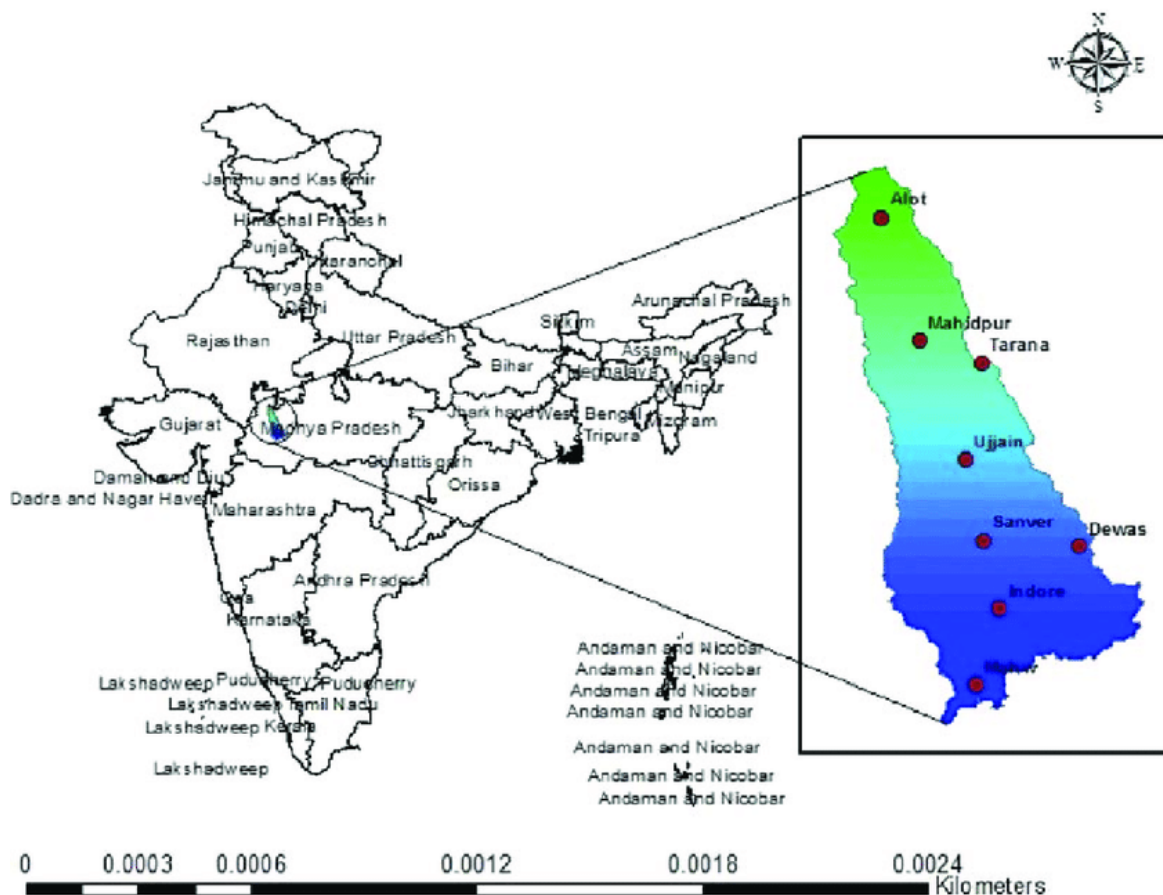 N
W E
S
Jammu and Kashmir
Himachal Pradesh
Punjab
Uttaranchal
Haryana
Delhi
Rajasthan
Uttar Pradesh
Bihar
Sikkim
Arunachal Pradesh
Assam
Nagaland
Meghalaya
Manipur
Mizoram
Tripura
West Bengal
Jharkhand
Gujarat
Madhya Pradesh
Chhattisgarh
Orissa
Daman and Diu
Dadra and Nagar Haveli
Maharashtra
Andhra Pradesh
Goa
Karnataka
Lakshadweep
Puducherry
Puducherry
Lakshadweep
Tamil Nadu
Lakshadweep
Kerala
Lakshadweep
Andaman and Nicobar
Andaman and Nicobar
Andaman and Nicobar
Andaman and Nicobar
Andaman and Nicobar
Andaman and Nicobar
Andaman and Nicobar
Alot
Mahidpur
Tarana
Ujjain
Sanver
Dewas
Indore
0 0.0003 0.0006 0.0012 0.0018 0.0024
Kilometers